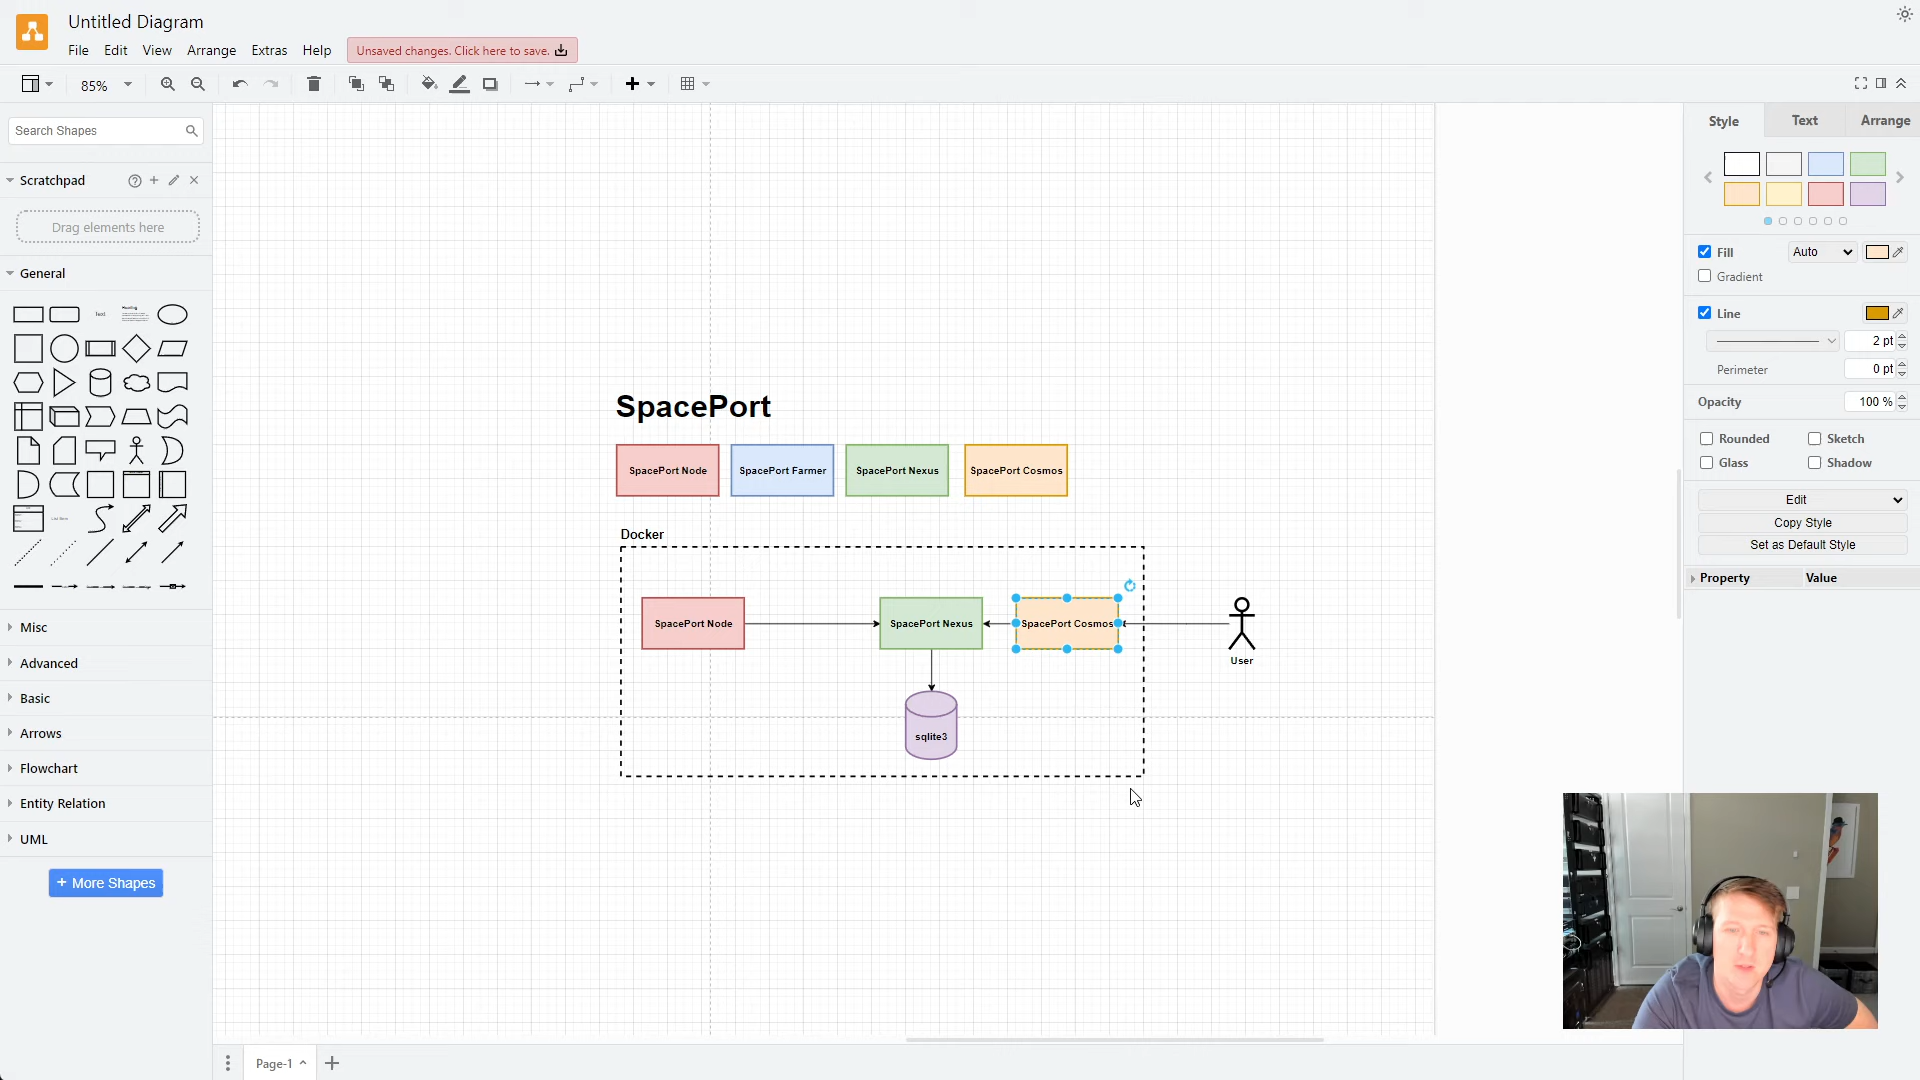 Untitled Diagram
File Edit View Arrange Extras Help Unsaved changes. Click here to save.
85%
Search Shapes
Scratchpad
Drag elements here
General
Text
Heading
List Item
Misc
Advanced
Basic
Arrows
Flowchart
Entity Relation
UML
+ More Shapes
SpacePort
SpacePort Node SpacePort Farmer SpacePort Nexus SpacePort Cosmos
Docker
SpacePort Node SpacePort Nexus SpacePort Cosmos
User
sqlite3
Style Text Arrange
Fill Auto
Gradient
Line
2 pt
Perimeter 0 pt
Opacity 100 %
Rounded Sketch
Glass Shadow
Edit
Copy Style
Set as Default Style
Property Value
Page-1